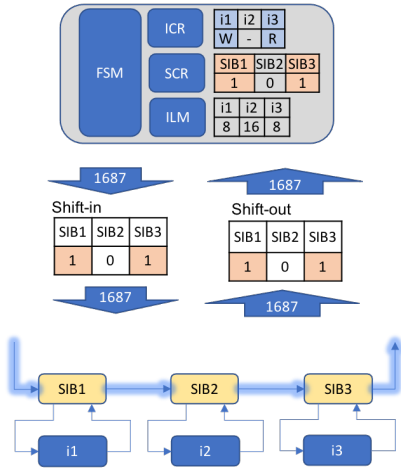 ICR
i1 i2 i3
W - R
FSM
SCR
SIB1 SIB2 SIB3
1 0 1
ILM
i1 i2 i3
8 16 8
1687
1687
Shift-in
Shift-out
SIB1 SIB2 SIB3
1 0 1
SIB1 SIB2 SIB3
1 0 1
1687
1687
SIB1
SIB2
SIB3
i1
i2
i3